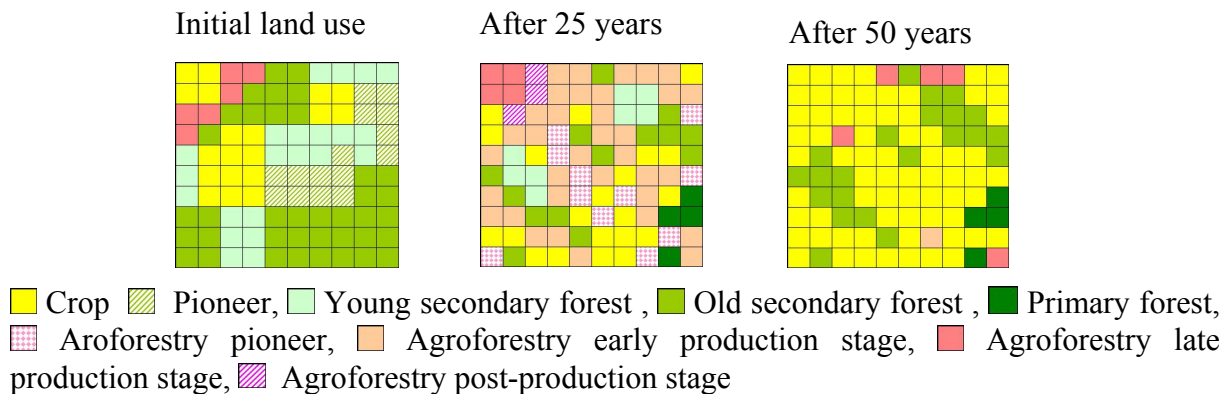 Initial land use
After 25 years
After 50 years
Crop Pioneer, Young secondary forest , Old secondary forest , Primary forest,
Aroforestry pioneer, Agroforestry early production stage, Agroforestry late
production stage, Agroforestry post-production stage